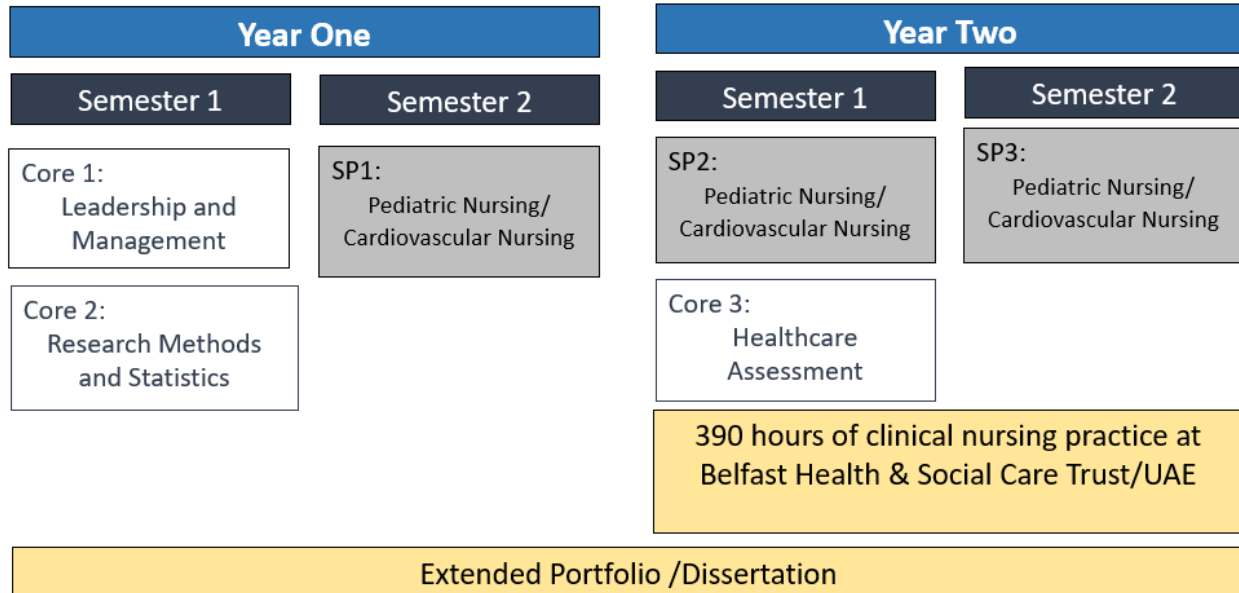 Year One
Semester 1
Semester 2
Core 1:
Leadership and
Management
SP1:
Pediatric Nursing/
Cardiovascular Nursing
Core 2:
Research Methods
and Statistics
Year Two
Semester 1
Semester 2
SP2:
Pediatric Nursing/
Cardiovascular Nursing
SP3:
Pediatric Nursing/
Cardiovascular Nursing
Core 3:
Healthcare
Assessment
390 hours of clinical nursing practice at
Belfast Health & Social Care Trust/UAE
Extended Portfolio /Dissertation